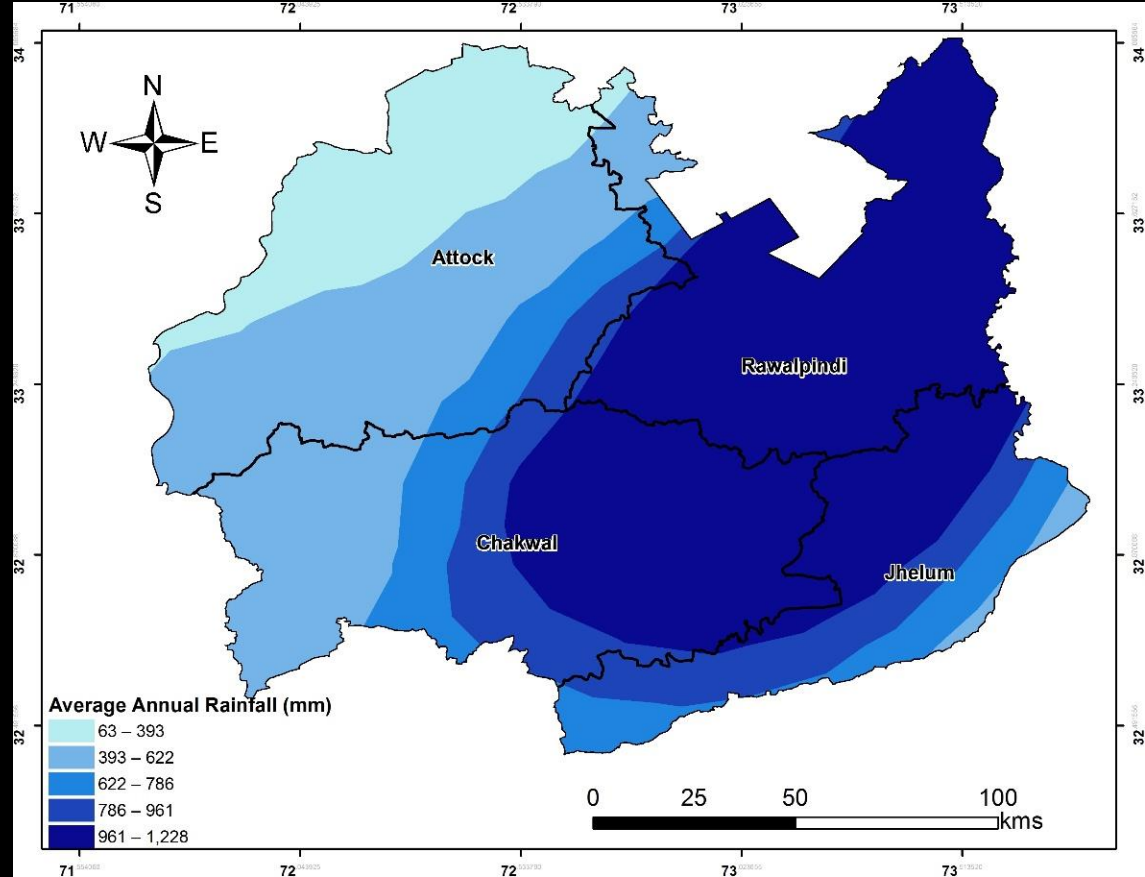 71 72 72 73 73
34 34
N
W E
S
33 33
Attock
Rawalpindi
33 33
Chakwal
32 32
Jhelum
Average Annual Rainfall (mm)
63 – 393
393 – 622
622 – 786
786 – 961
961 – 1,228
32 32
0 25 50 100
kms
71 72 72 73 73